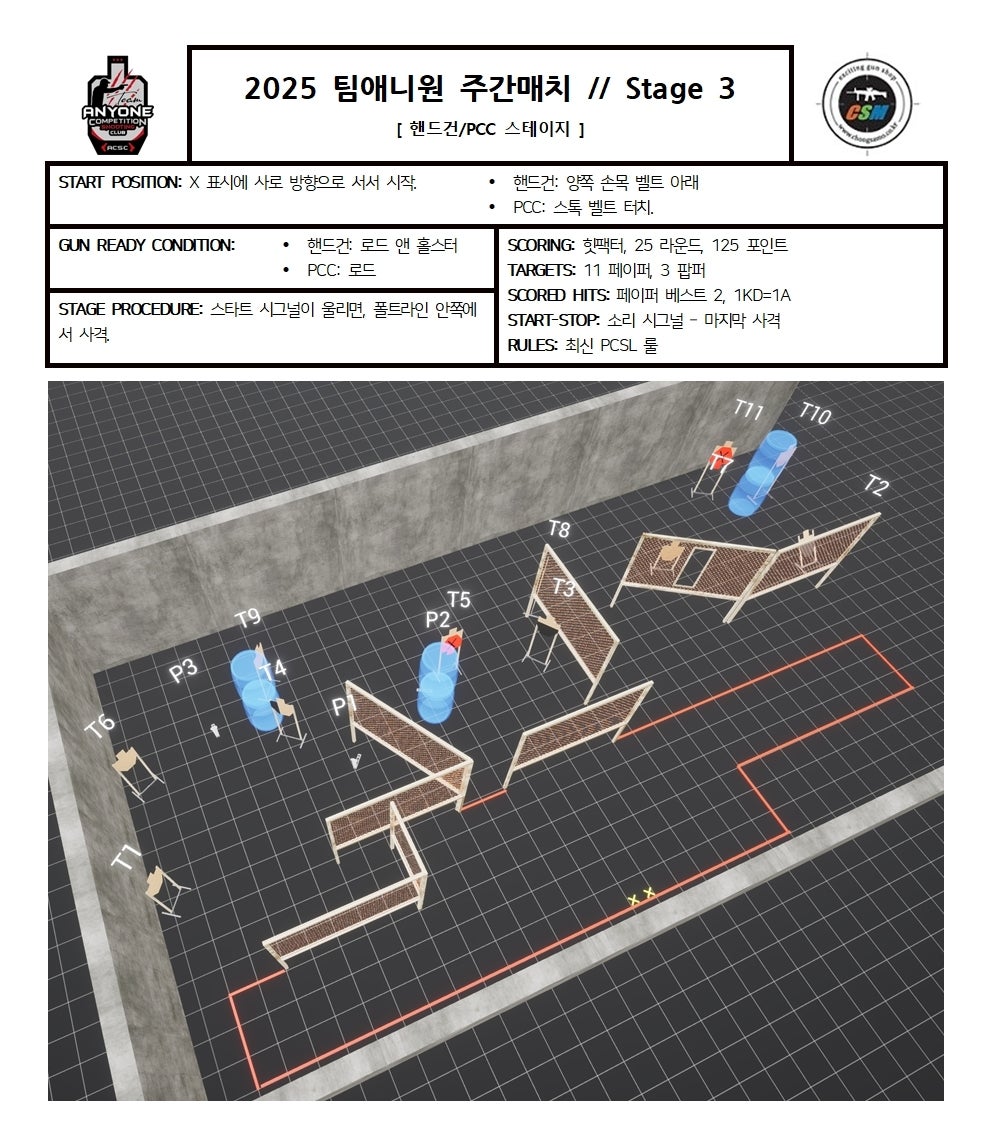 2025 팀애니원 주간매치 // Stage 3
[ 핸드건/PCC 스테이지 ]
Team
ANYONE
COMPETITION
SHOOTING
CLUB
ACSC
exciting gun shop
CSM
www.chongsamo.co.kr
START POSITION: X 표시에 사로 방향으로 서서 시작.
• 핸드건: 양쪽 손목 벨트 아래
• PCC: 스톡 벨트 터치.
GUN READY CONDITION:
• 핸드건: 로드 앤 홀스터
• PCC: 로드
STAGE PROCEDURE: 스타트 시그널이 울리면, 폴트라인 안쪽에
서 사격.
SCORING: 힛팩터, 25 라운드, 125 포인트
TARGETS: 11 페이퍼, 3 팝퍼
SCORED HITS: 페이퍼 베스트 2, 1KD=1A
START-STOP: 소리 시그널 - 마지막 사격
RULES: 최신 PCSL 룰
T11
T10
T2
T8
T3
T5
P2
T9
T4
P3
P1
T6
T1
X X